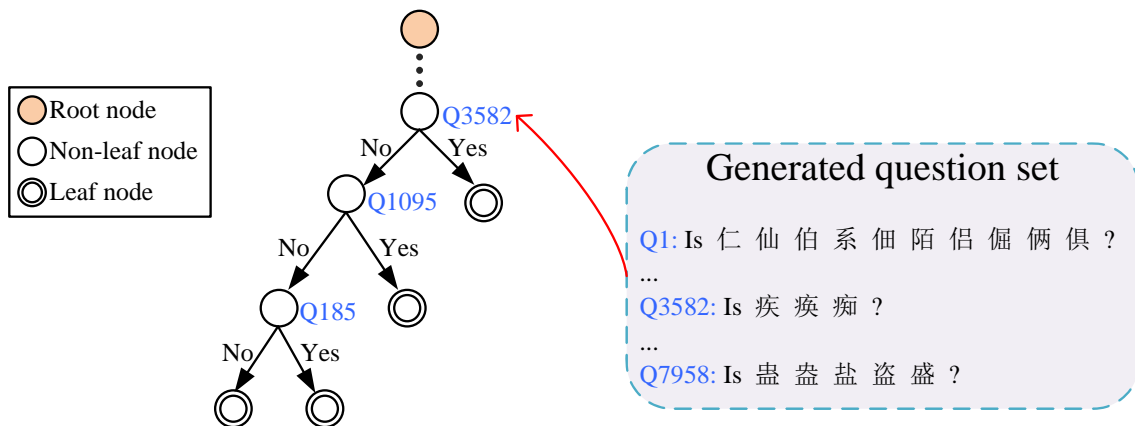 Root node
Non-leaf node
Leaf node
Q3582
No Yes
Q1095
No Yes
Q185
No Yes
Generated question set
Q1: Is 仁 仙 伯 系 佃 陌 侣 倔 俩 俱 ?
...
Q3582: Is 疾 痪 痴 ?
...
Q7958: Is 蛊 盎 盐 盗 盛 ?